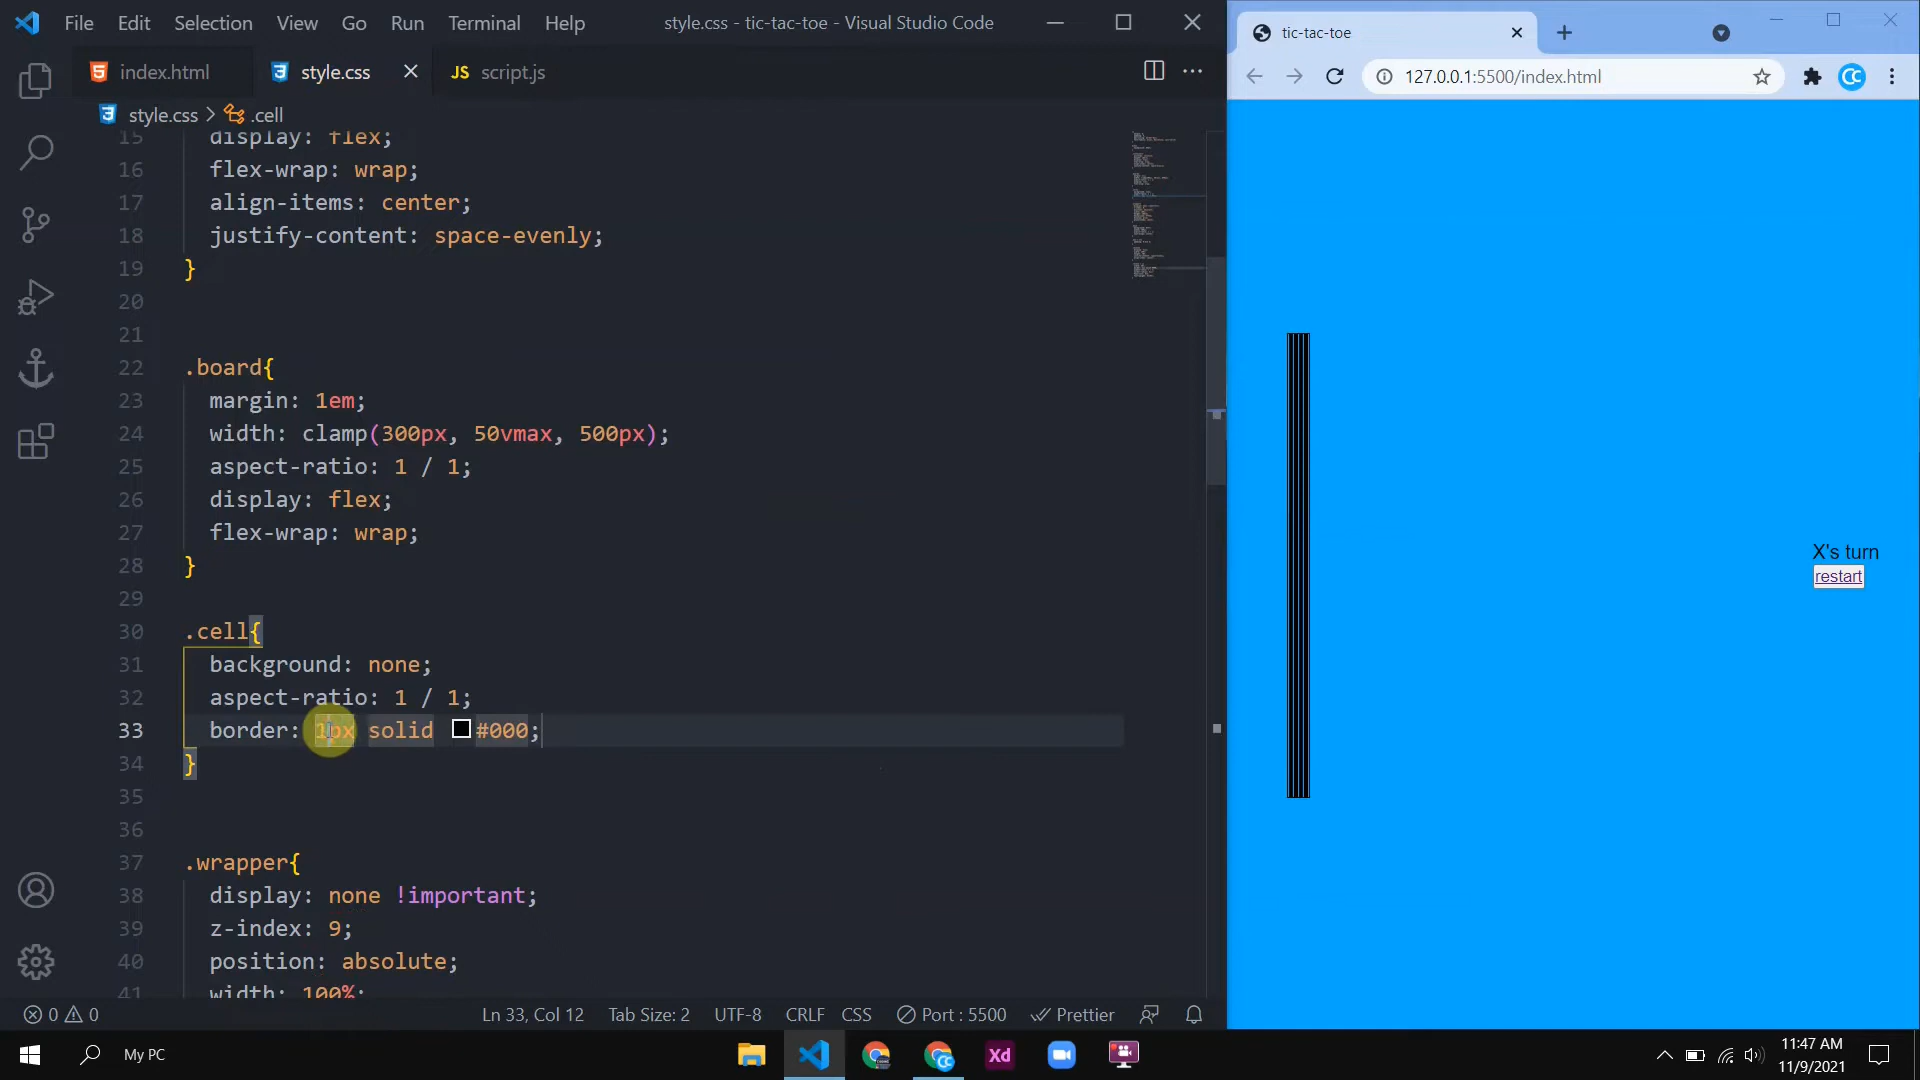 File Edit Selection View Go Run Terminal Help style.css - tic-tac-toe - Visual Studio Code
index.html style.css JS script.js
style.css > .cell
15 display: flex;
16 flex-wrap: wrap;
17 align-items: center;
18 justify-content: space-evenly;
19 }
20
21
22 .board{
23 margin: 1em;
24 width: clamp(300px, 50vmax, 500px);
25 aspect-ratio: 1 / 1;
26 display: flex;
27 flex-wrap: wrap;
28 }
29
30 .cell{
31 background: none;
32 aspect-ratio: 1 / 1;
33 border: 1px solid #000;
34 }
35
36
37 .wrapper{
38 display: none !important;
39 z-index: 9;
40 position: absolute;
41 width: 100%;
0 0 Ln 33, Col 12 Tab Size: 2 UTF-8 CRLF CSS Port : 5500 Prettier
tic-tac-toe
127.0.0.1:5500/index.html
CC
X's turn
restart
My PC
Xd
11:47 AM
11/9/2021